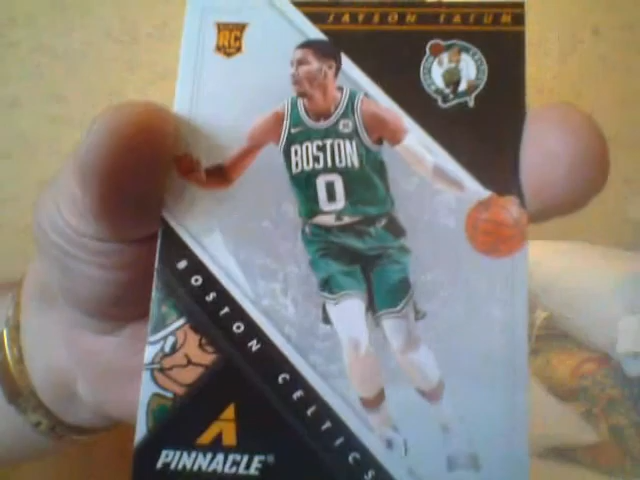 JAYSON TATUM
RC
BOSTON
0
BOSTON CELTICS
PINNACLE